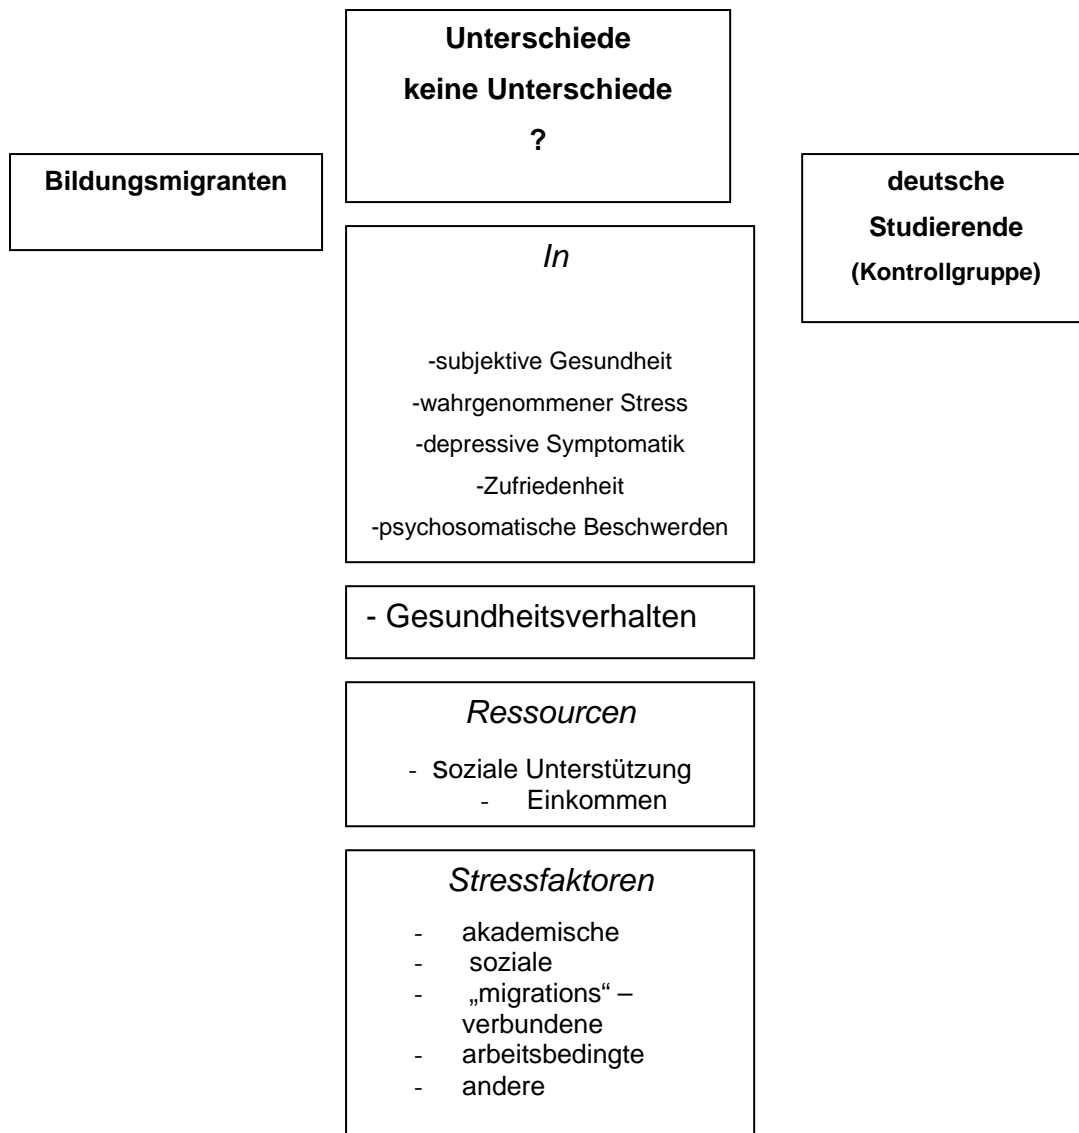 Unterschiede
keine Unterschiede
?
Bildungsmigranten
deutsche
Studierende
(Kontrollgruppe)
In
-subjektive Gesundheit
-wahrgenommener Stress
-depressive Symptomatik
-Zufriedenheit
-psychosomatische Beschwerden
- Gesundheitsverhalten
Ressourcen
- soziale Unterstützung
- Einkommen
Stressfaktoren
- akademische
- soziale
- „migrations“ –
verbundene
- arbeitsbedingte
- andere